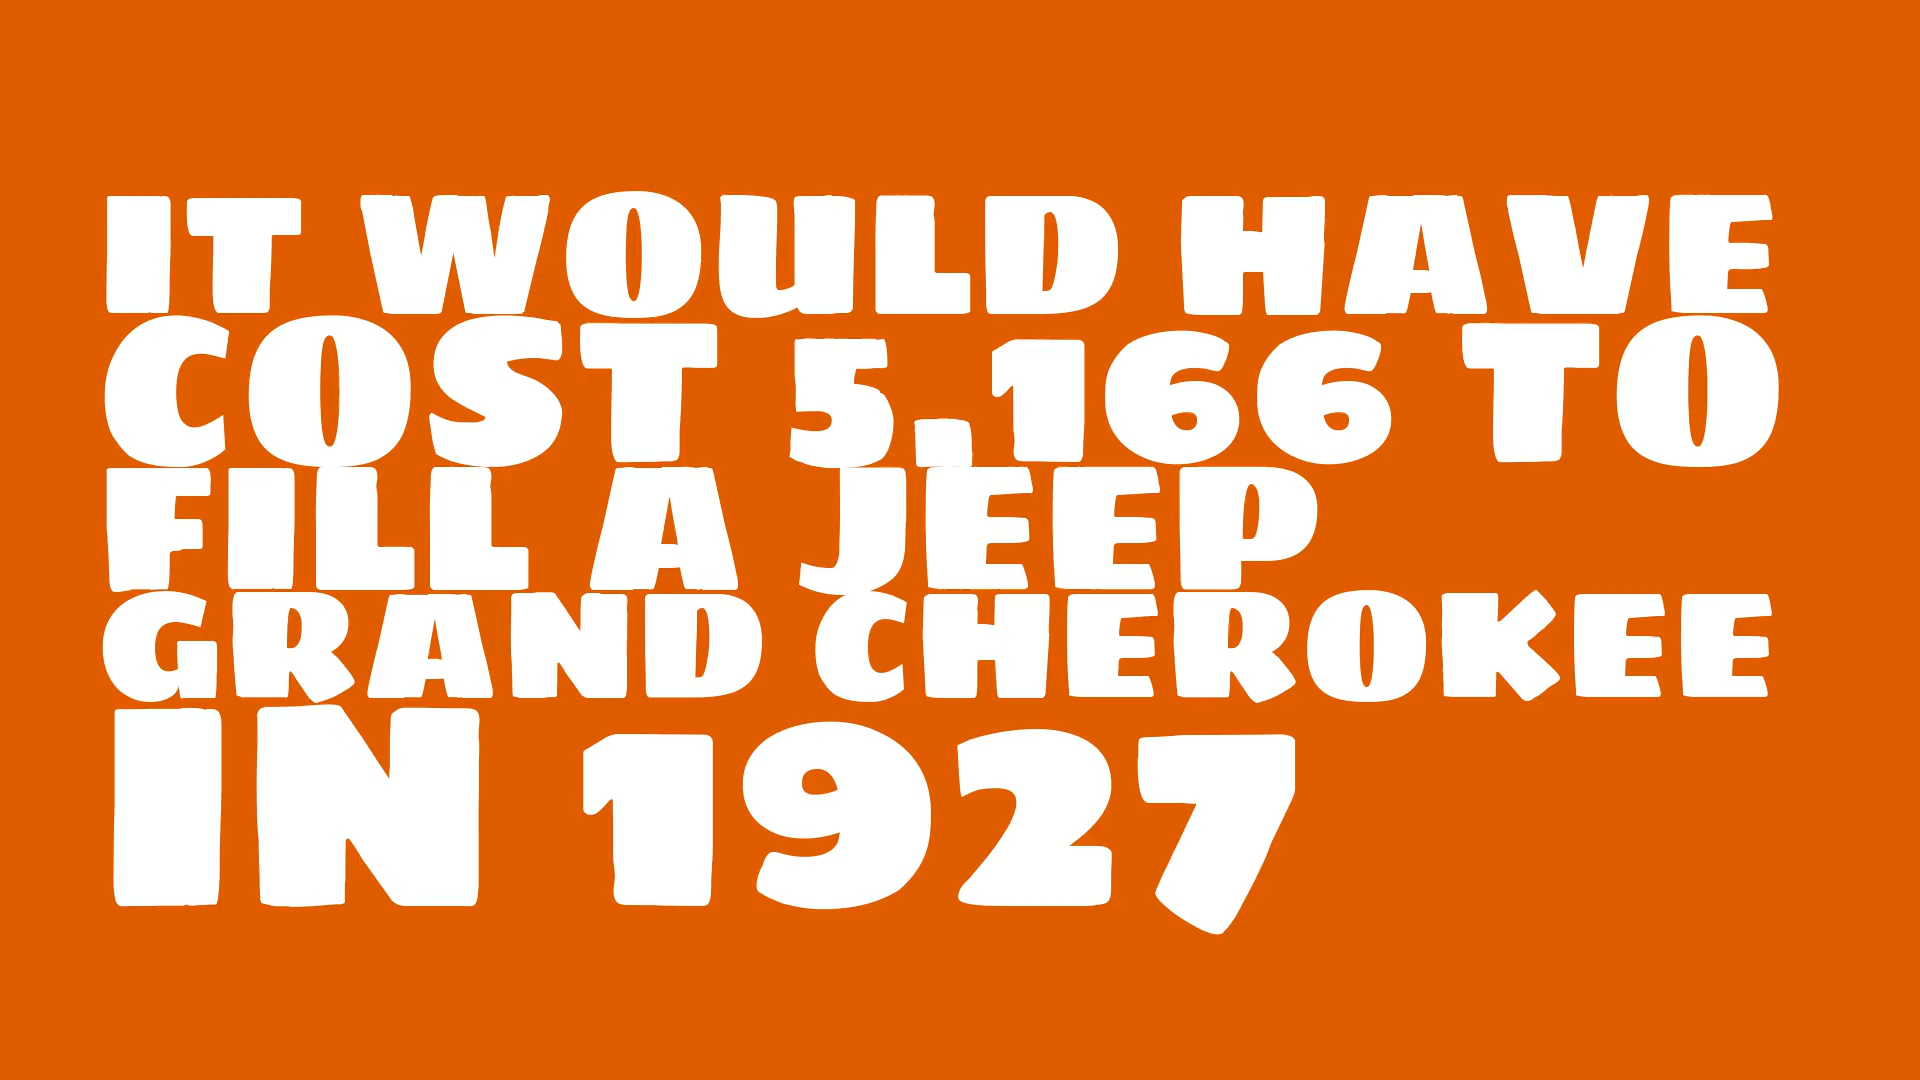 IT WOULD HAVE
COST 5.166 TO
FILL A JEEP
GRAND CHEROKEE
IN 1927